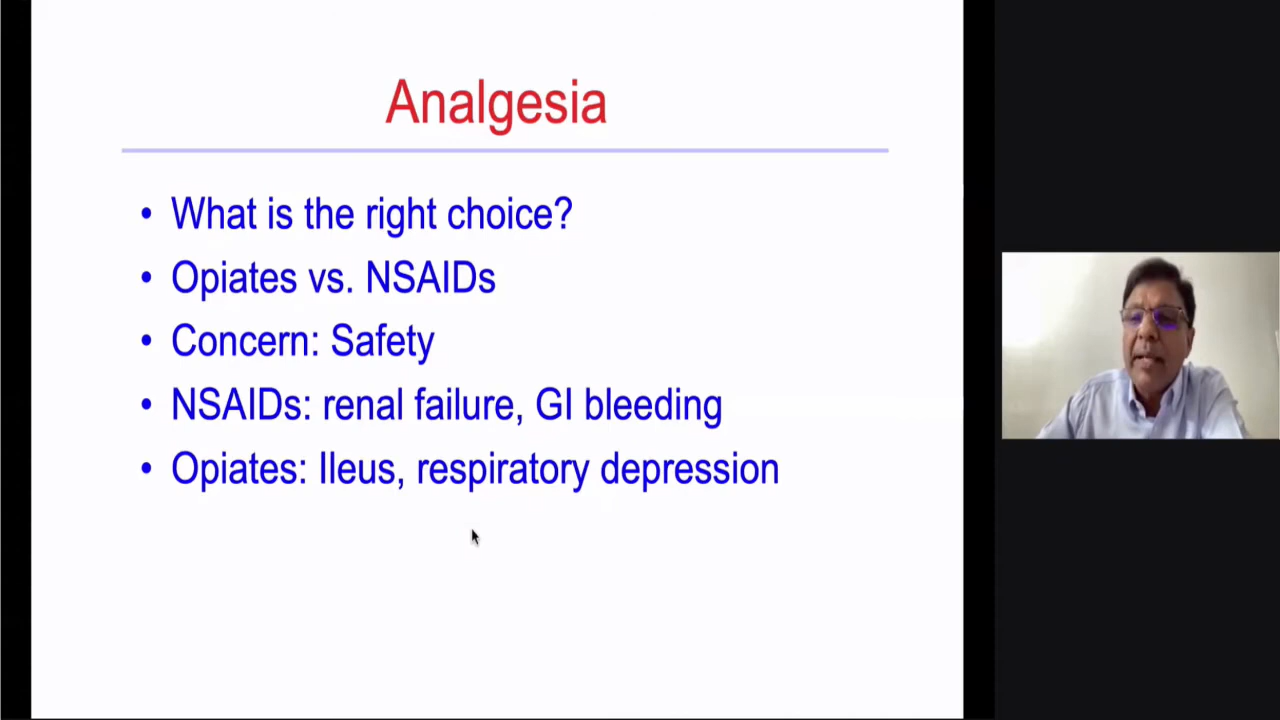 Analgesia
• What is the right choice?
• Opiates vs. NSAIDs
• Concern: Safety
• NSAIDs: renal failure, GI bleeding
• Opiates: Ileus, respiratory depression